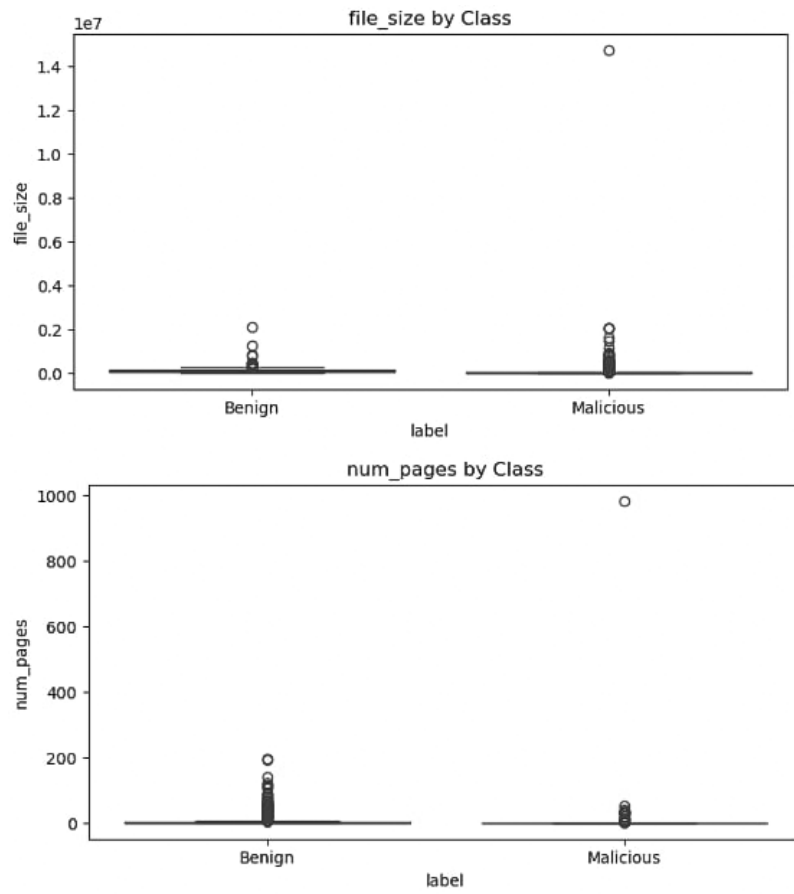 file_size by Class
1e7
1.4
1.2
1.0
0.8
0.6
0.4
0.2
0.0
file_size
Benign
Malicious
label
num_pages by Class
1000
800
600
400
200
0
num_pages
Benign
Malicious
label